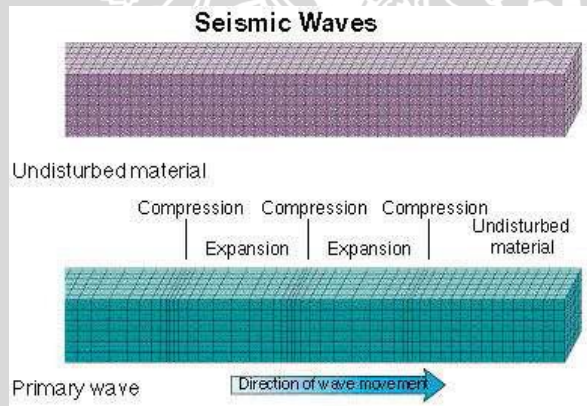 Seismic Waves
Undisturbed material
Compression Compression Compression
Expansion Expansion
Undisturbed
material
Primary wave
Direction of wave movement